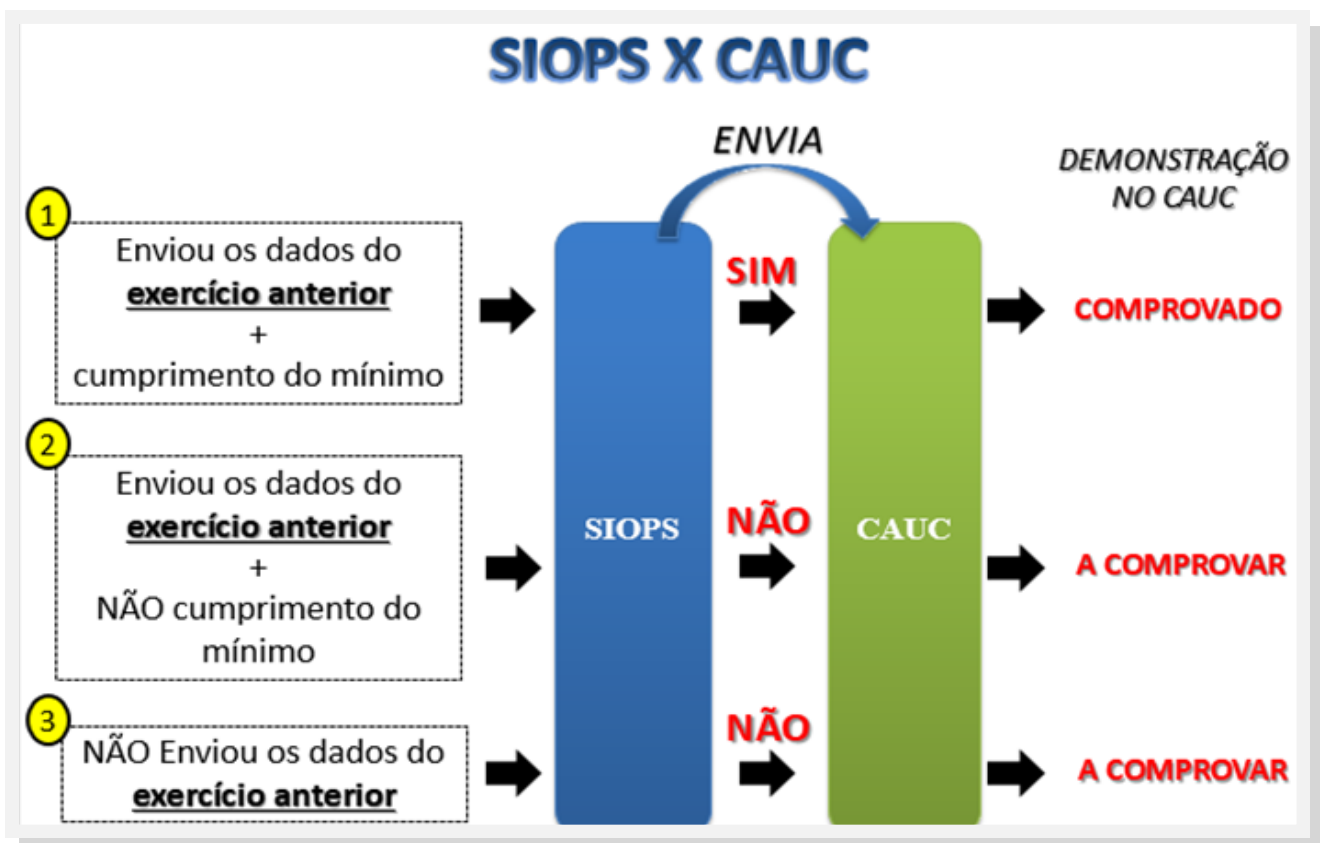 SIOPS X CAUC
ENVIA
DEMONSTRAÇÃO
NO CAUC
1
Enviou os dados do
exercício anterior
+
cumprimento do mínimo
SIM
COMPROVADO
2
Enviou os dados do
exercício anterior
+
NÃO cumprimento do
mínimo
SIOPS
NÃO
CAUC
A COMPROVAR
3
NÃO Enviou os dados do
exercício anterior
NÃO
A COMPROVAR